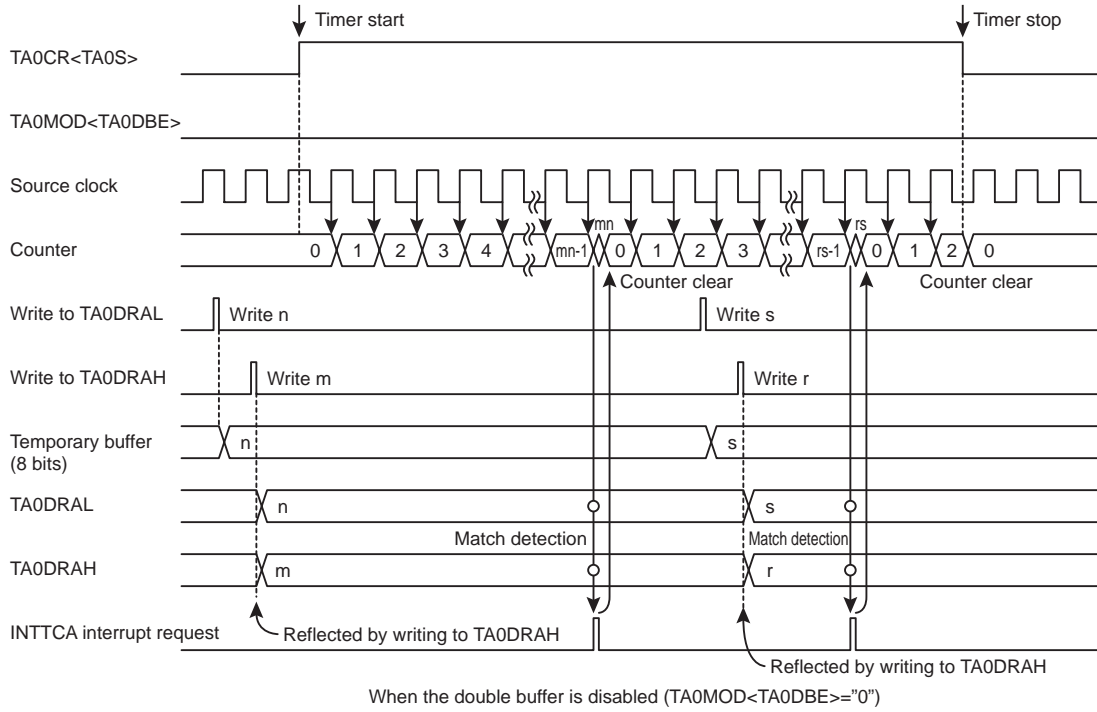 Timer start Timer stop
TA0CR<TA0S>
TA0MOD<TA0DBE>
Source clock
mn rs
Counter 0 1 2 3 4 mn-1 0 1 2 3 rs-1 0 1 2 0
Counter clear Counter clear
Write to TA0DRAL Write n Write s
Write to TA0DRAH Write m Write r
Temporary buffer n s
(8 bits)
TA0DRAL n s
Match detection Match detection
TA0DRAH m r
INTTCA interrupt request Reflected by writing to TA0DRAH
Reflected by writing to TA0DRAH
When the double buffer is disabled (TA0MOD<TA0DBE>=”0”)